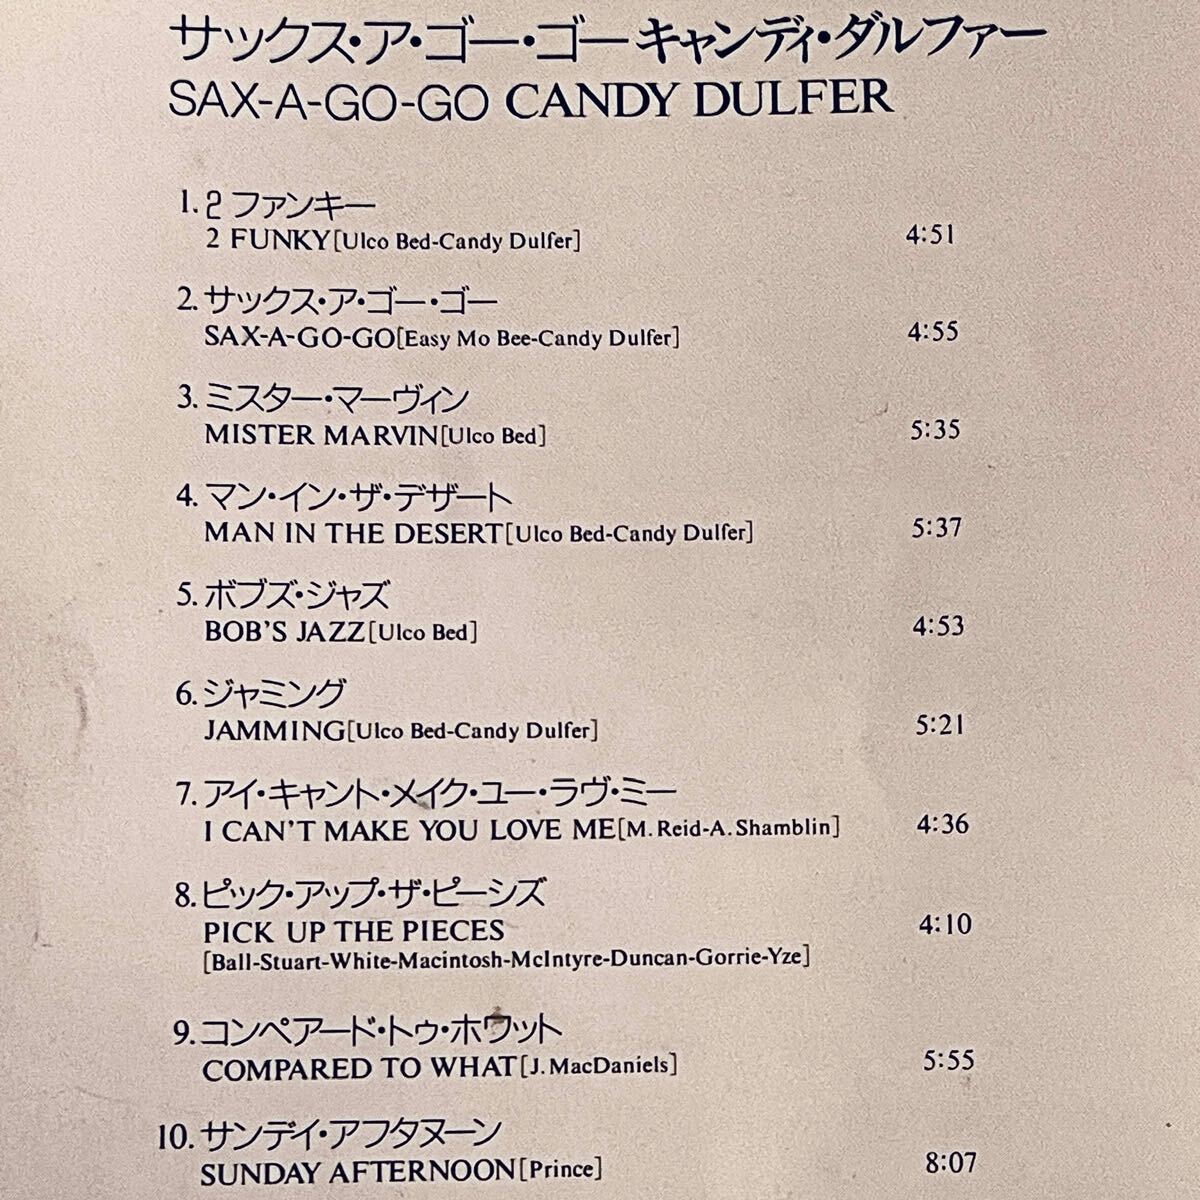 サックス・ア・ゴー・ゴー キャンディ・ダルファー
SAX-A-GO-GO CANDY DULFER
1. 2 ファンキー
2 FUNKY[Ulco Bed-Candy Dulfer] 4:51
2. サックス・ア・ゴー・ゴー
SAX-A-GO-GO[Easy Mo Bee-Candy Dulfer] 4:55
3. ミスター・マーヴィン
MISTER MARVIN[Ulco Bed] 5:35
4. マン・イン・ザ・デザート
MAN IN THE DESERT[Ulco Bed-Candy Dulfer] 5:37
5. ボブズ・ジャズ
BOB'S JAZZ[Ulco Bed] 4:53
6. ジャミング
JAMMING[Ulco Bed-Candy Dulfer] 5:21
7. アイ・キャント・メイク・ユー・ラヴ・ミー
I CAN'T MAKE YOU LOVE ME[M. Reid-A. Shamblin] 4:36
8. ピック・アップ・ザ・ピーシズ
PICK UP THE PIECES 4:10
[Ball-Stuart-White-Macintosh-McIntyre-Duncan-Gorrie-Yze]
9. コンペアード・トゥ・ホワット
COMPARED TO WHAT[J. MacDaniels] 5:55
10. サンデイ・アフタヌーン
SUNDAY AFTERNOON[Prince] 8:07